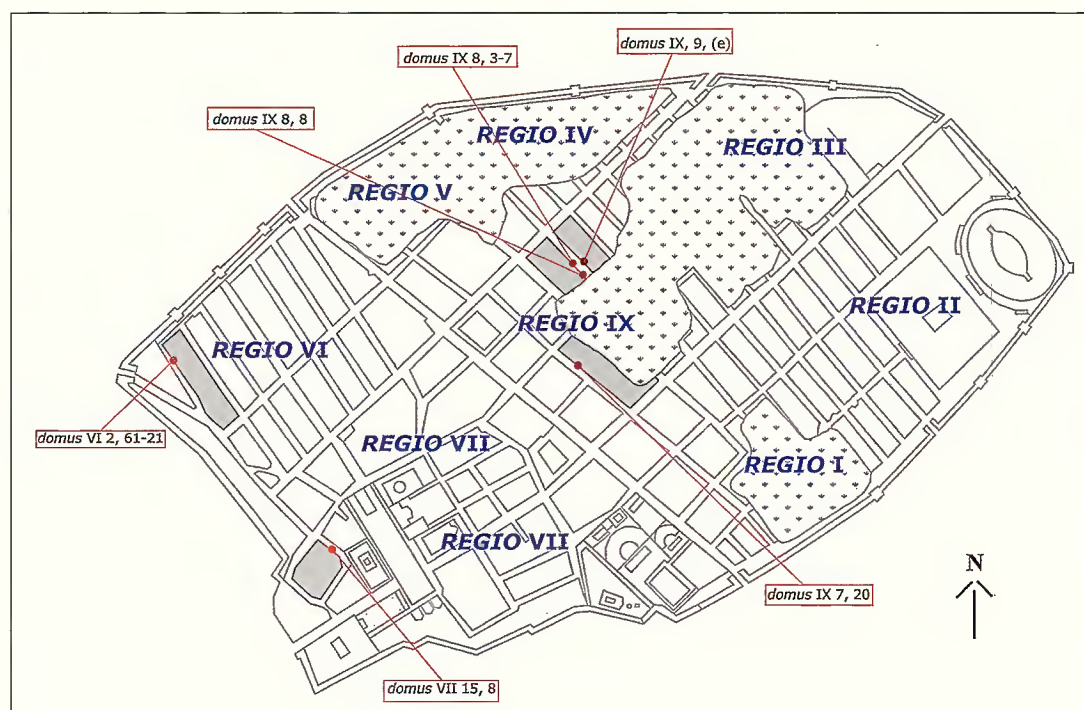 domus IX, 9, (e)
domus IX 8, 3-7
domus IX 8, 8
REGIO IV
REGIO III
REGIO V
REGIO II
REGIO IX
REGIO VI
domus VI 2, 61-21
REGIO VII
REGIO I
REGIO VII
N
domus IX 7, 20
domus VII 15, 8